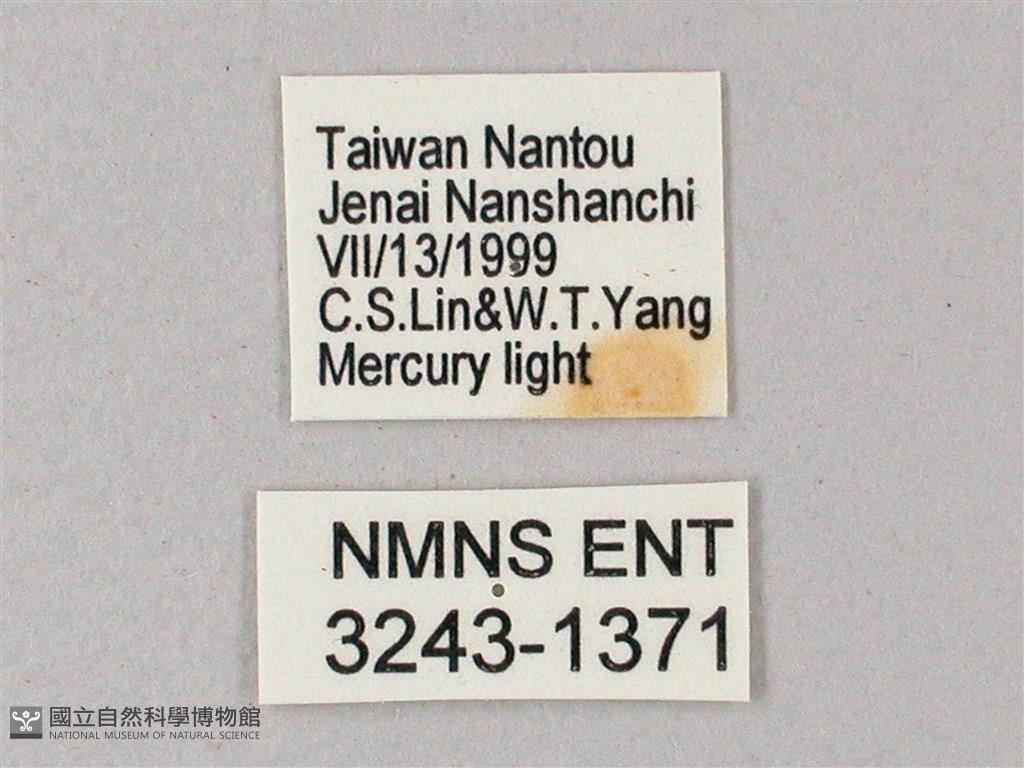 Taiwan Nantou
Jenai Nanshanchi
VII/13/1999
C.S.Lin&W.T.Yang
Mercury light
NMNS ENT
3243-1371
國立自然科學博物館
NATIONAL MUSEUM OF NATURAL SCIENCE